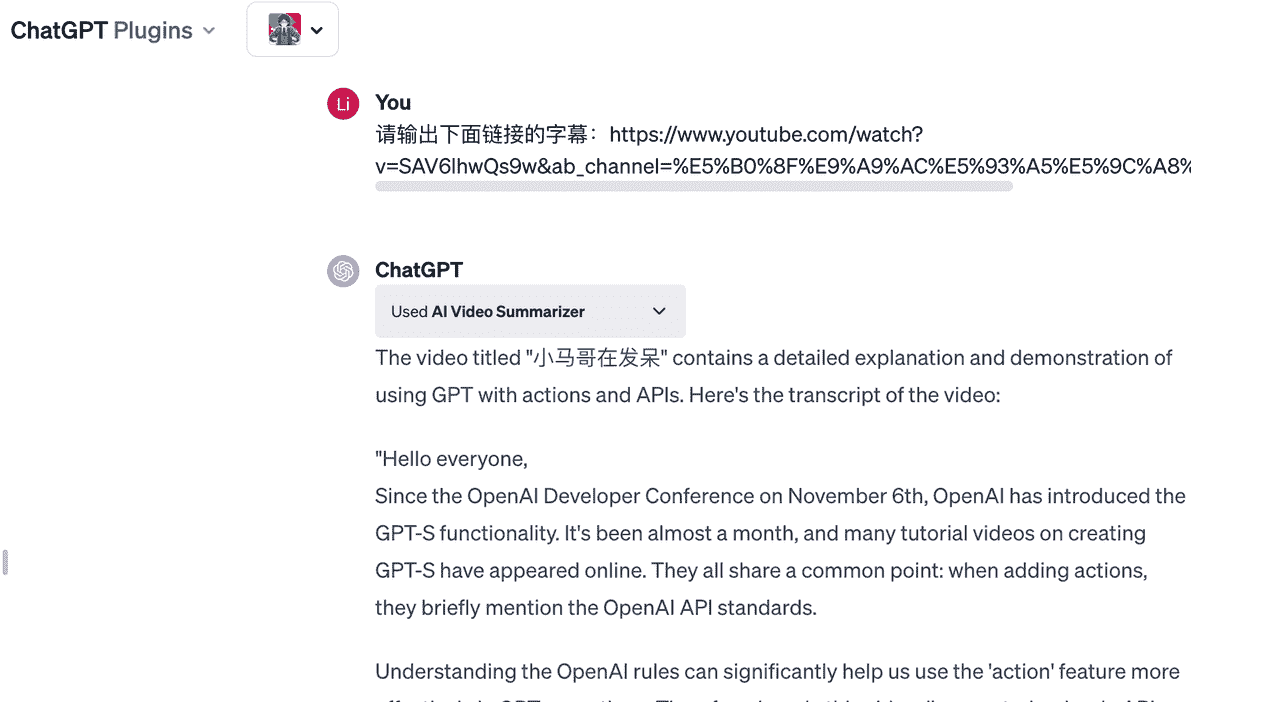 ChatGPT Plugins
Li
You
请输出下面链接的字幕：https://www.youtube.com/watch?
v=SAV6lhwQs9w&ab_channel=%E5%B0%8F%E9%A9%AC%E5%93%A5%E5%9C%A8%
ChatGPT
Used AI Video Summarizer
The video titled "小马哥在发呆" contains a detailed explanation and demonstration of
using GPT with actions and APIs. Here's the transcript of the video:
"Hello everyone,
Since the OpenAI Developer Conference on November 6th, OpenAI has introduced the
GPT-S functionality. It's been almost a month, and many tutorial videos on creating
GPT-S have appeared online. They all share a common point: when adding actions,
they briefly mention the OpenAI API standards.
Understanding the OpenAI rules can significantly help us use the 'action' feature more